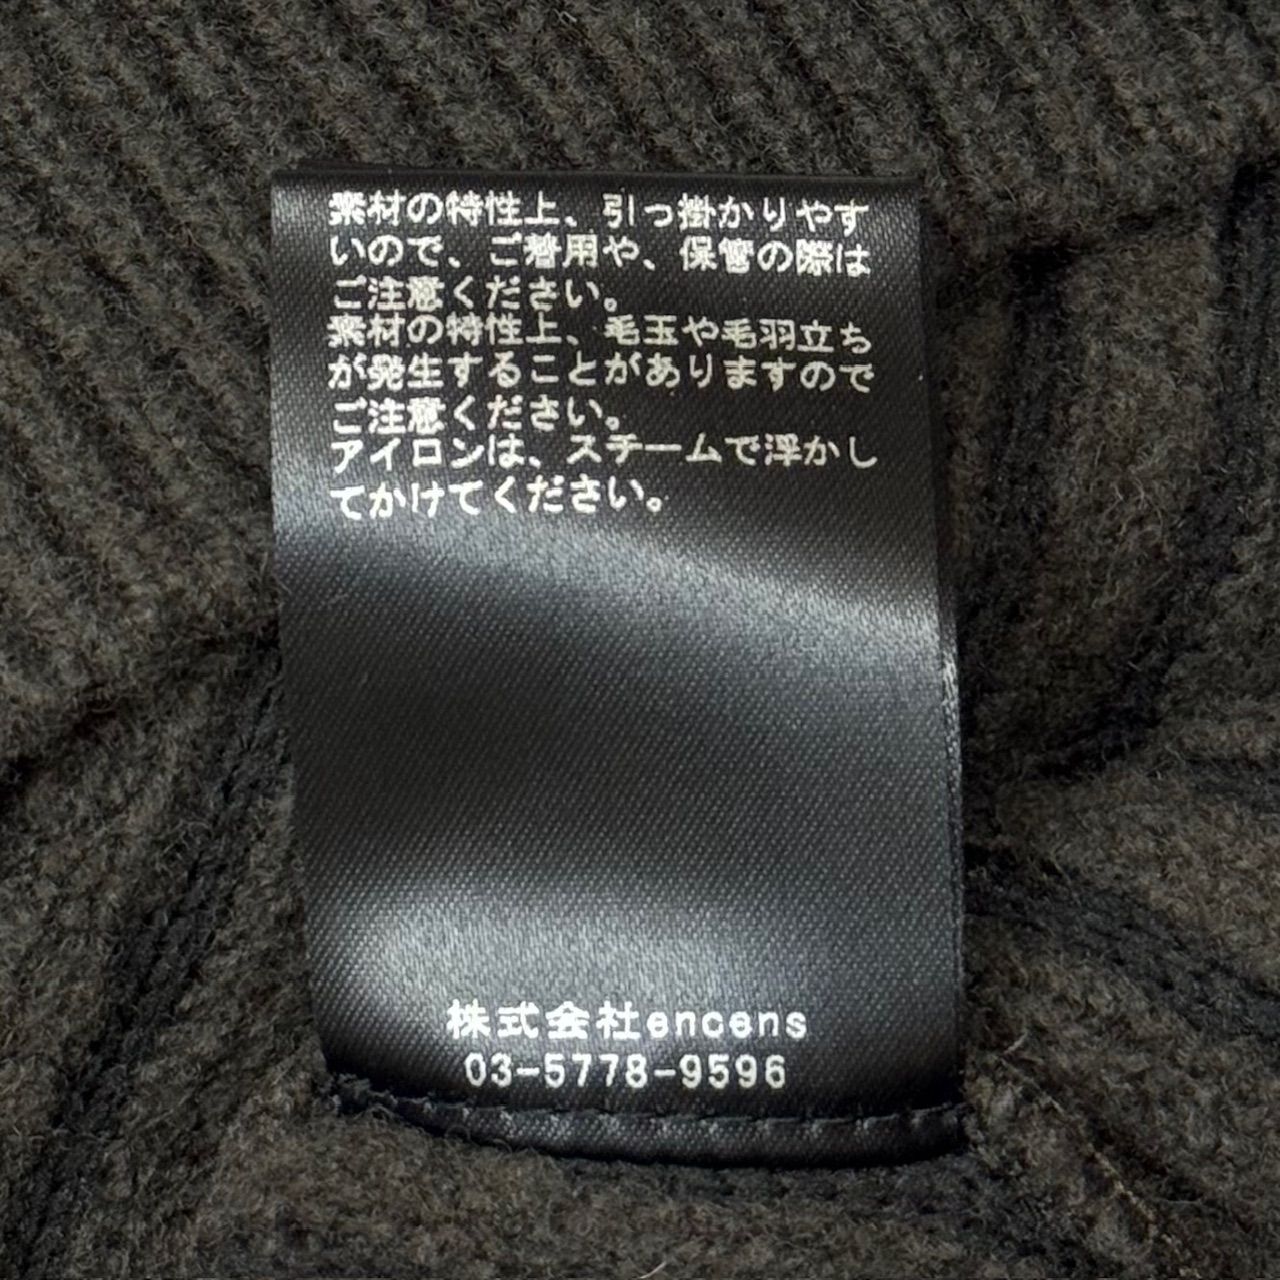 素材の特性上、引っ掛かりやす
いので、ご着用や、保管の際は
ご注意ください。
素材の特性上、毛玉や毛羽立ち
が発生することがありますので
ご注意ください。
アイロンは、スチームで浮かし
てかけてください。
株式会社encens
03-5778-9596